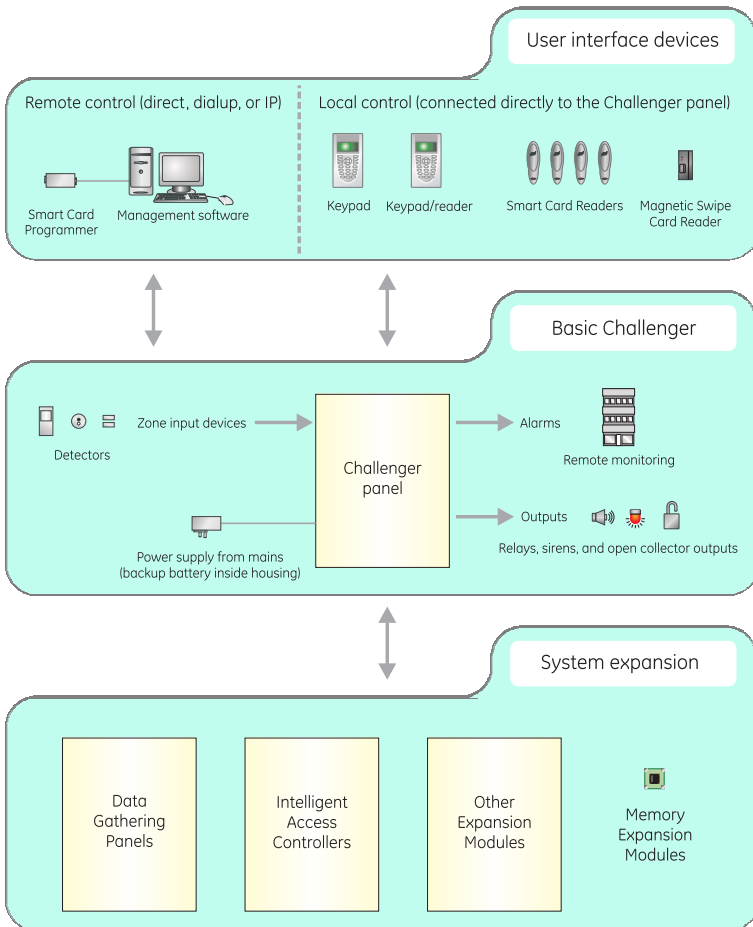 User interface devices
Remote control (direct, dialup, or IP)
Local control (connected directly to the Challenger panel)
Smart Card
Programmer
Management software
Keypad
Keypad/reader
Smart Card Readers
Magnetic Swipe
Card Reader
Basic Challenger
Detectors
Zone input devices
Challenger
panel
Alarms
Remote monitoring
Outputs
Relays, sirens, and open collector outputs
Power supply from mains
(backup battery inside housing)
System expansion
Data
Gathering
Panels
Intelligent
Access
Controllers
Other
Expansion
Modules
Memory
Expansion
Modules